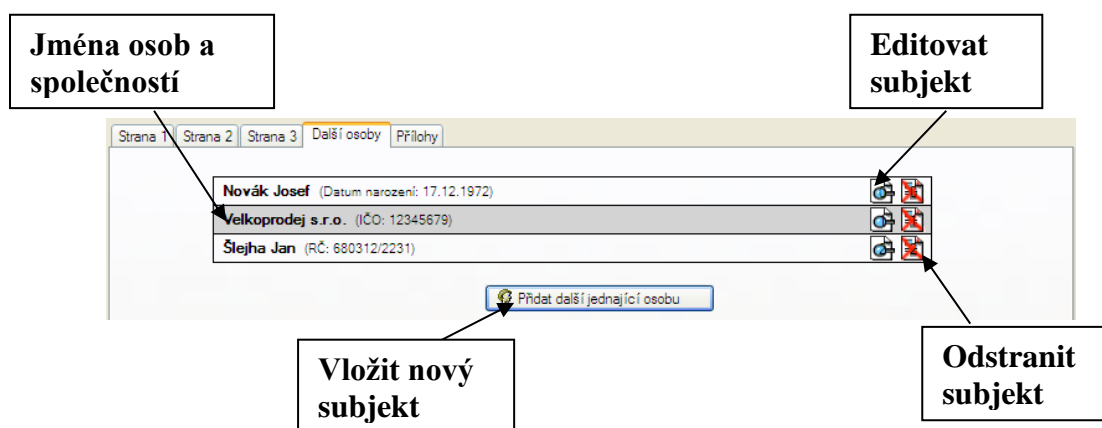 Jména osob a
společností
Editovat
subjekt
Strana 1 Strana 2 Strana 3 Další osoby Přílohy
Novák Josef (Datum narození: 17.12.1972)
Velkoprodej s.r.o. (IČO: 12345679)
Šlejha Jan (RČ: 680312/2231)
Přidat další jednající osobu
Vložit nový
subjekt
Odstranit
subjekt